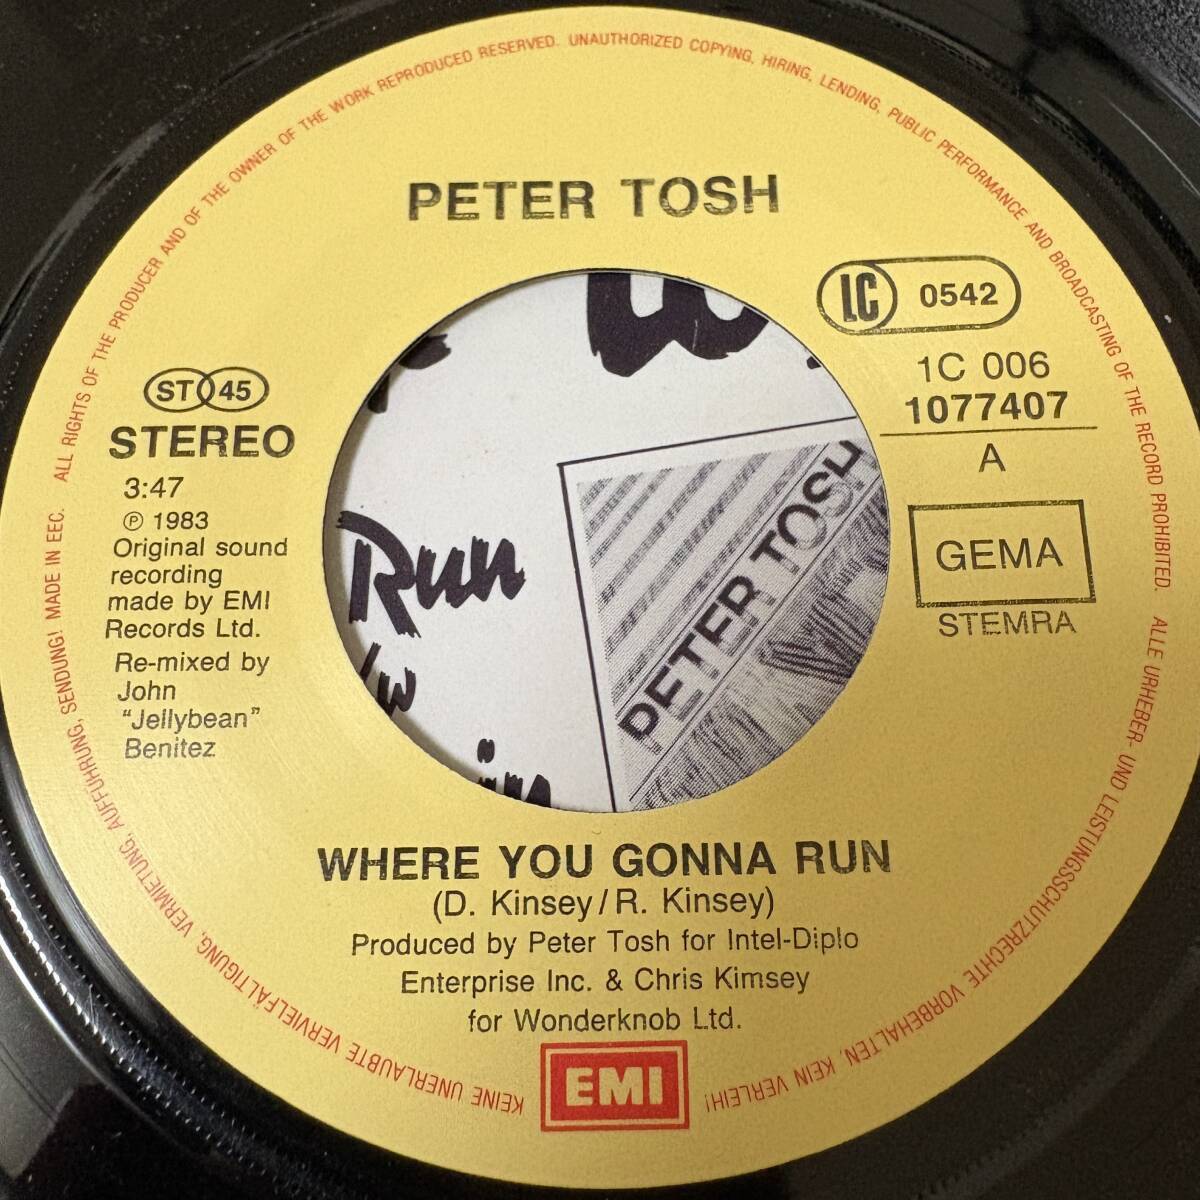 ALL RIGHTS OF THE PRODUCER AND OF THE OWNER OF THE WORK REPRODUCED RESERVED. UNAUTHORIZED COPYING, HIRING, LENDING, PUBLIC PERFORMANCE AND BROADCASTING OF THE RECORD PROHIBITED.
PETER TOSH
LC 0542
1C 006
1077407
A
GEMA
STEMRA
ST 45
STEREO
3:47
℗ 1983
Original sound
recording
made by EMI
Records Ltd.
Re-mixed by
John
"Jellybean"
Benitez
Run
PETER TOSH
WHERE YOU GONNA RUN
(D. Kinsey/R. Kinsey)
Produced by Peter Tosh for Intel-Diplo
Enterprise Inc. & Chris Kimsey
for Wonderknob Ltd.
EMI
ALLE URHEBER- UND LEISTUNGSSCHUTZRECHTE VORBEHALTEN, KEIN VERLEIH!
KEINE UNERLAUBTE VERVIELFÄLTIGUNG, VERMIETUNG, AUFFÜHRUNG, SENDUNG! MADE IN EEC.